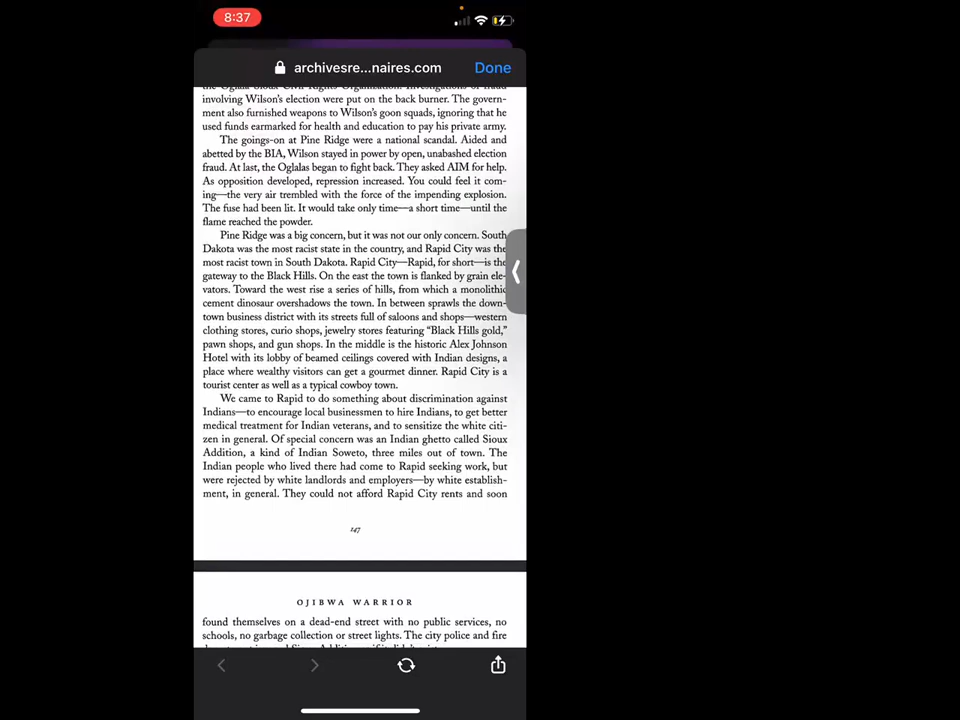 8:37
archivesre...naires.com
Done
the Oglala Sioux Civil Rights Organization. Investigations of fraud
involving Wilson's election were put on the back burner. The govern-
ment also furnished weapons to Wilson's goon squads, ignoring that he
used funds earmarked for health and education to pay his private army.
The goings-on at Pine Ridge were a national scandal. Aided and
abetted by the BIA, Wilson stayed in power by open, unabashed election
fraud. At last, the Oglalas began to fight back. They asked AIM for help.
As opposition developed, repression increased. You could feel it com-
ing—the very air trembled with the force of the impending explosion.
The fuse had been lit. It would take only time—a short time—until the
flame reached the powder.
Pine Ridge was a big concern, but it was not our only concern. South
Dakota was the most racist state in the country, and Rapid City was the
most racist town in South Dakota. Rapid City—Rapid, for short—is the
gateway to the Black Hills. On the east the town is flanked by grain ele-
vators. Toward the west rise a series of hills, from which a monolithic
cement dinosaur overshadows the town. In between sprawls the down-
town business district with its streets full of saloons and shops—western
clothing stores, curio shops, jewelry stores featuring "Black Hills gold,"
pawn shops, and gun shops. In the middle is the historic Alex Johnson
Hotel with its lobby of beamed ceilings covered with Indian designs, a
place where wealthy visitors can get a gourmet dinner. Rapid City is a
tourist center as well as a typical cowboy town.
We came to Rapid to do something about discrimination against
Indians—to encourage local businessmen to hire Indians, to get better
medical treatment for Indian veterans, and to sensitize the white citi-
zen in general. Of special concern was an Indian ghetto called Sioux
Addition, a kind of Indian Soweto, three miles out of town. The
Indian people who lived there had come to Rapid seeking work, but
were rejected by white landlords and employers—by white establish-
ment, in general. They could not afford Rapid City rents and soon
147
OJIBWA WARRIOR
found themselves on a dead-end street with no public services, no
schools, no garbage collection or street lights. The city police and fire